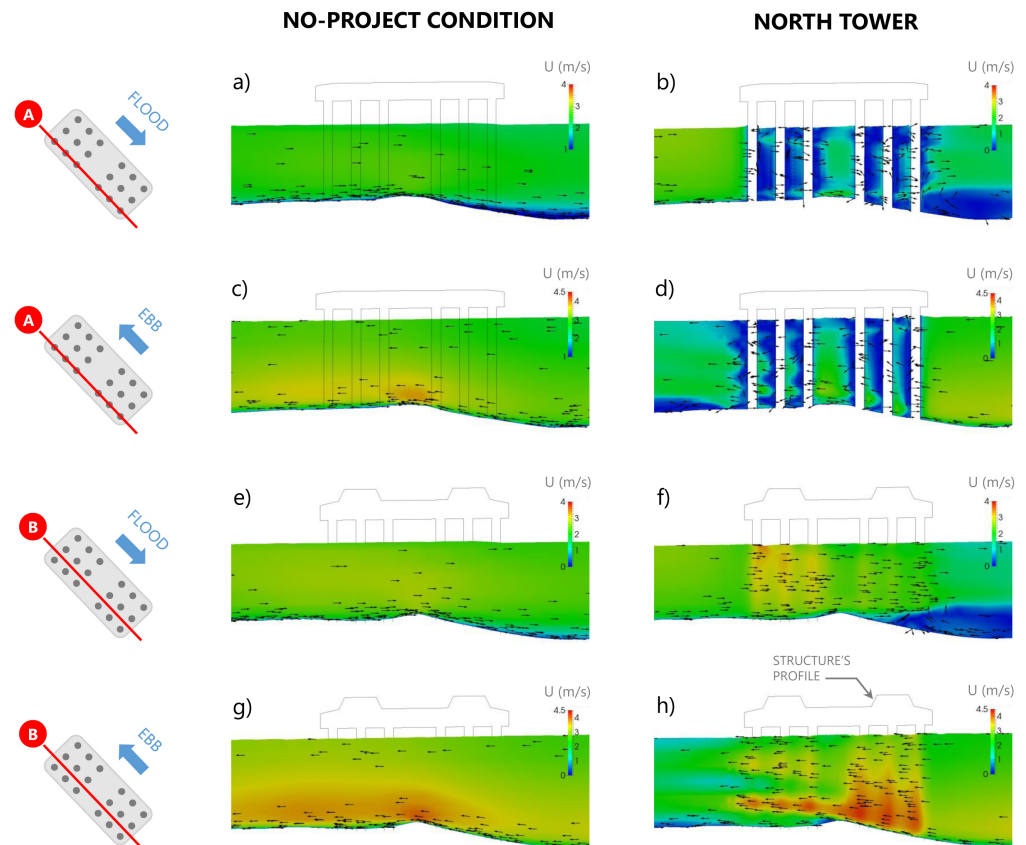 NO-PROJECT CONDITION
NORTH TOWER
A
FLOOD
a)
U (m/s)
4
3
2
1
b)
U (m/s)
4
3
2
1
0
A
EBB
c)
U (m/s)
4.5
4
3
2
1
d)
U (m/s)
4.5
4
3
2
1
0
B
FLOOD
e)
U (m/s)
4
3
2
1
0
f)
U (m/s)
4
3
2
1
0
B
EBB
g)
U (m/s)
4.5
4
3
2
1
0
STRUCTURE'S
PROFILE
h)
U (m/s)
4.5
4
3
2
1
0